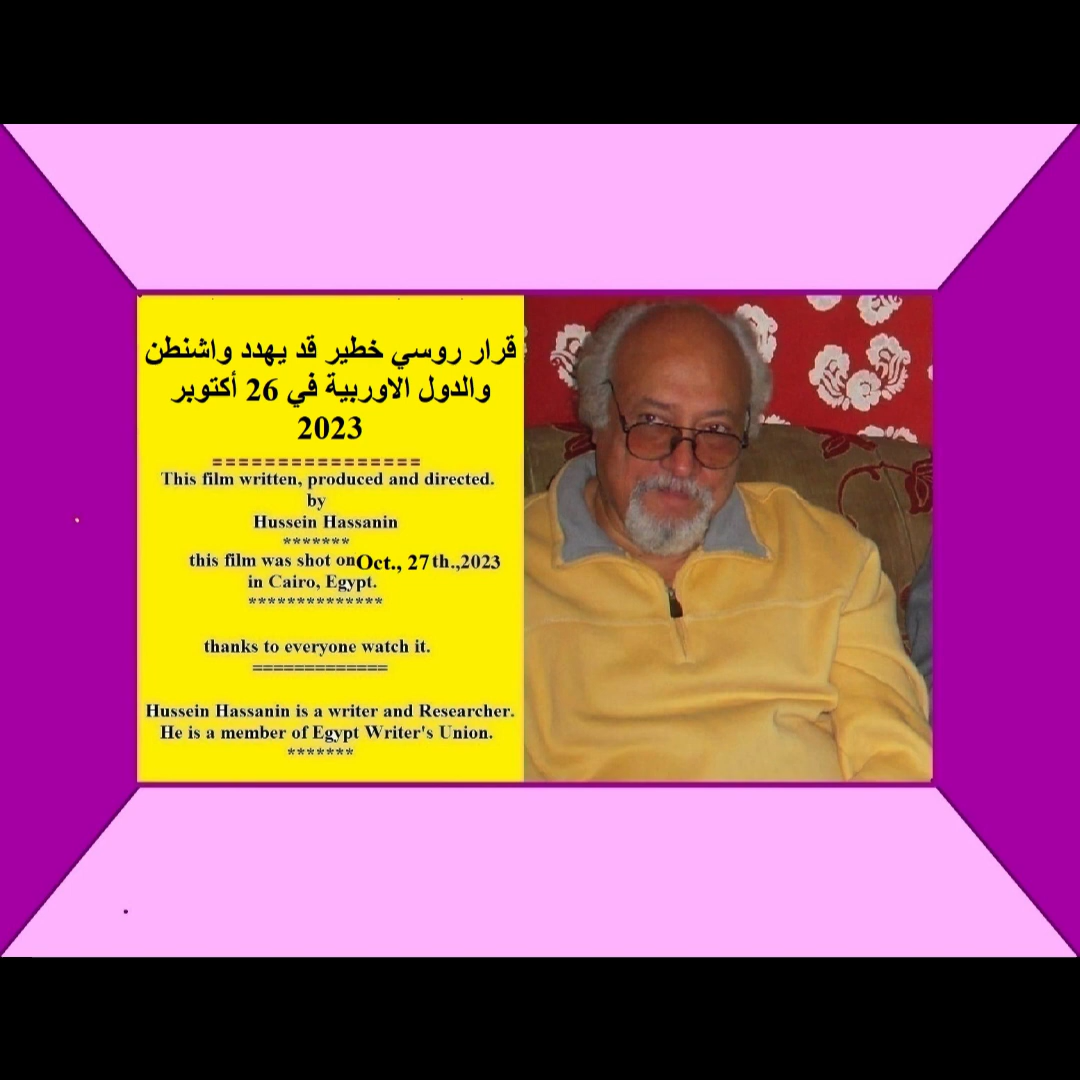 قرار روسي خطير قد يهدد واشنطن
والدول الاوربية في 26 أكتوبر
2023
================
This film written, produced and directed.
by
Hussein Hassanin
*******
this film was shot onOct., 27th.,2023
in Cairo, Egypt.
**************
thanks to everyone watch it.
=============
Hussein Hassanin is a writer and Researcher.
He is a member of Egypt Writer's Union.
*******